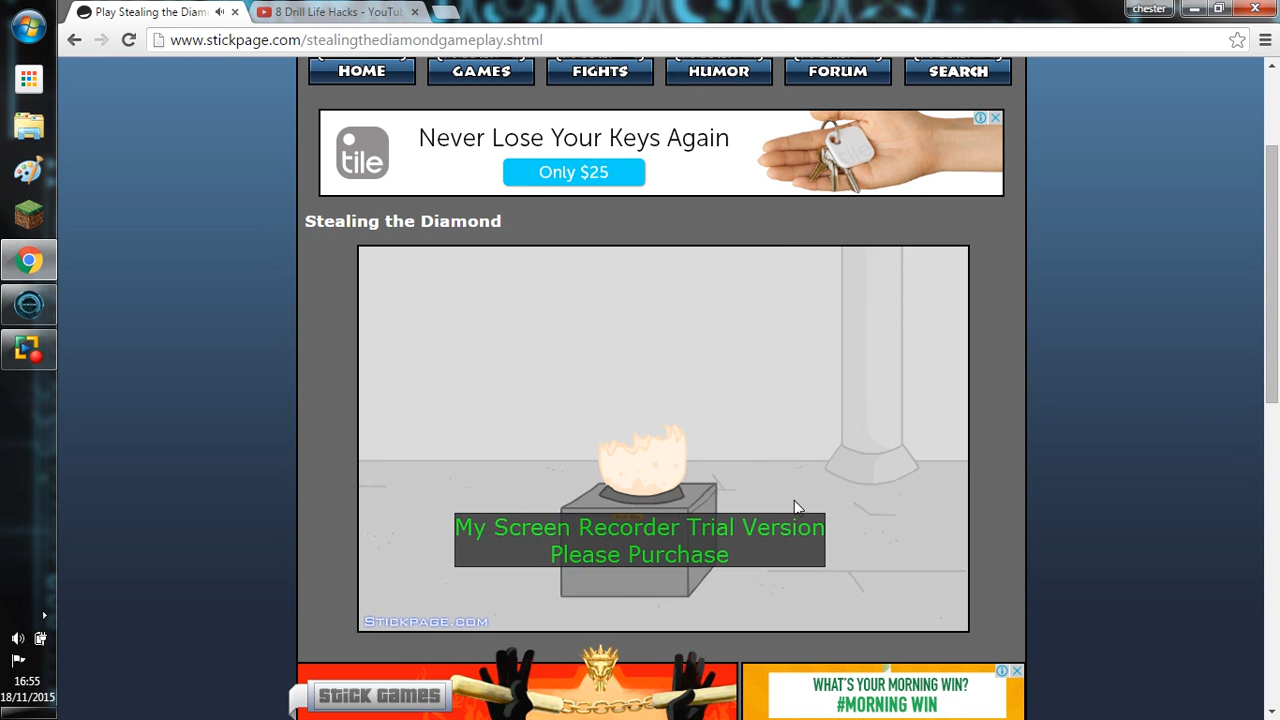 Play Stealing the Diam
8 Drill Life Hacks - YouTu
chester
www.stickpage.com/stealingthediamondgameplay.shtml
HOME
GAMES
FIGHTS
HUMOR
FORUM
SEARCH
tile
Never Lose Your Keys Again
Only $25
Stealing the Diamond
My Screen Recorder Trial Version
Please Purchase
STICKPAGE.COM
16:55
18/11/2015
STICK GAMES
WHAT'S YOUR MORNING WIN?
#MORNING WIN